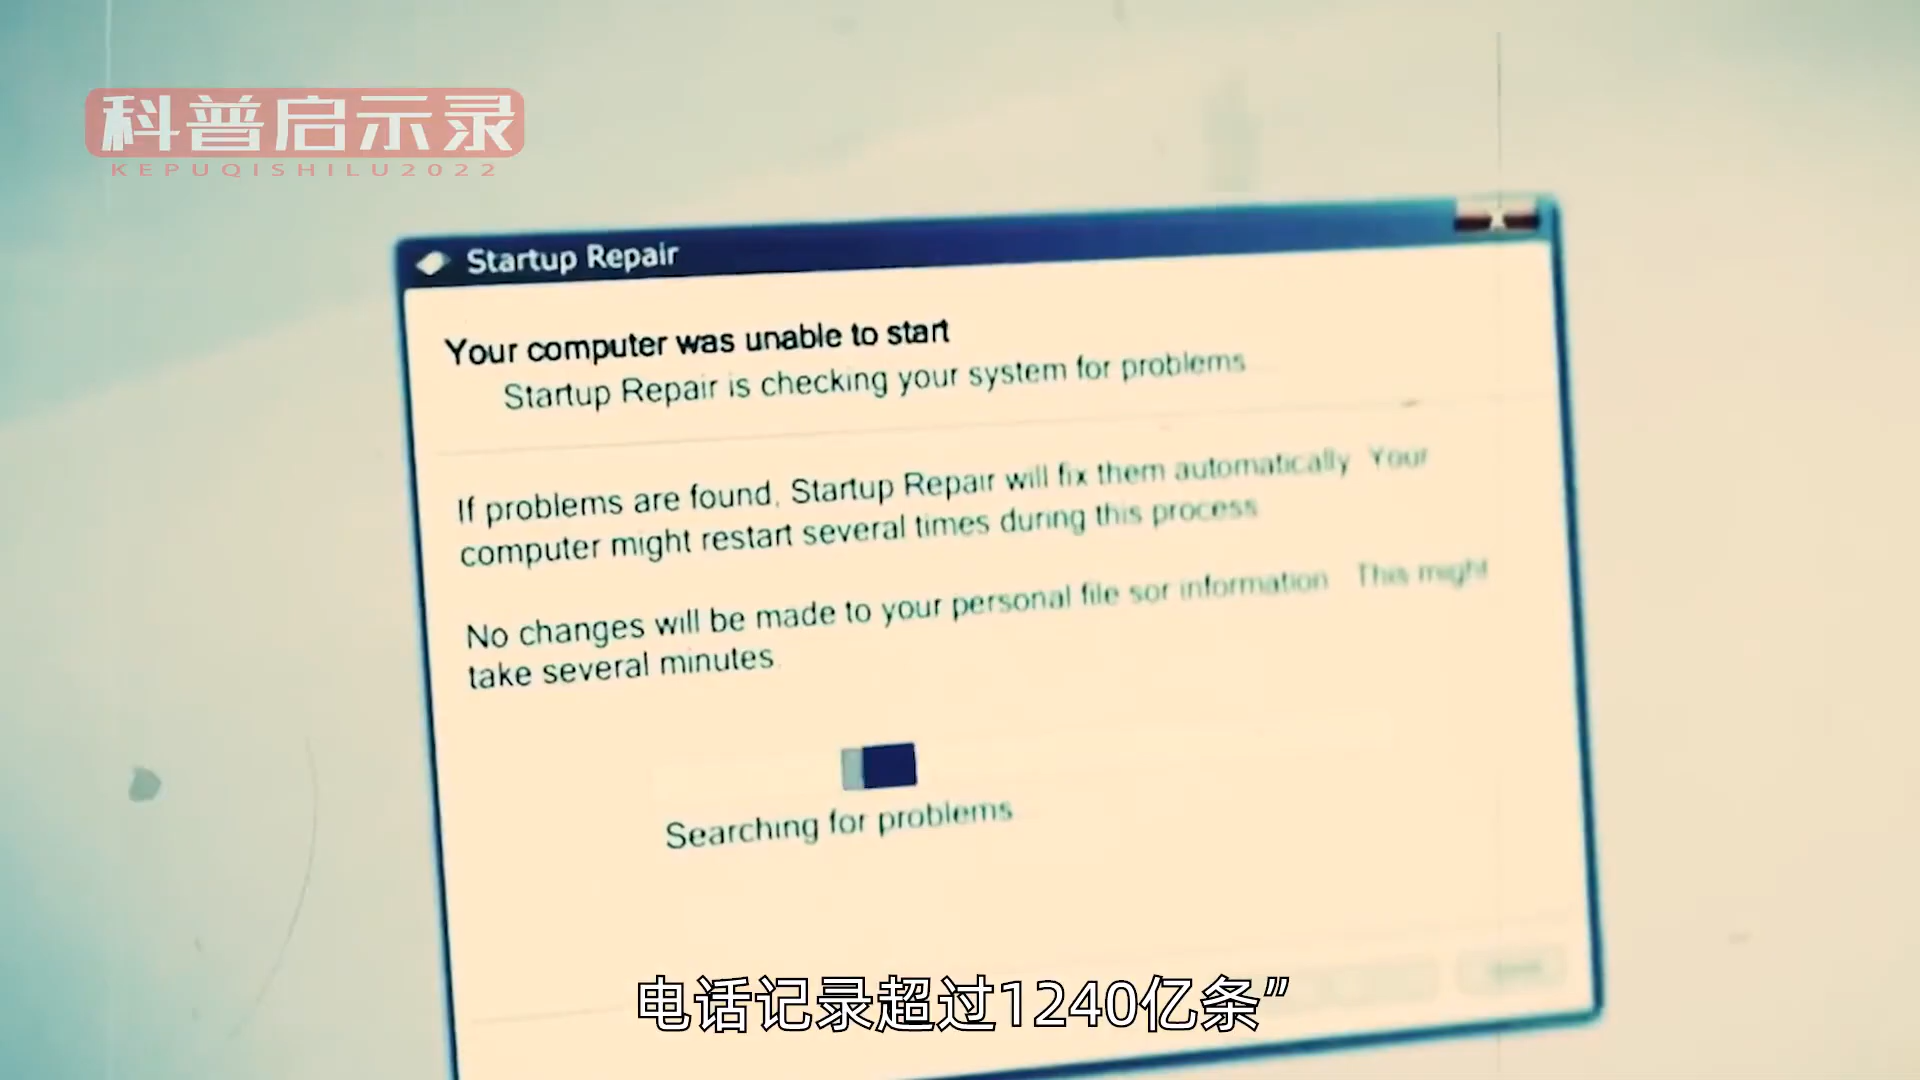 科普启示录
KEPUQISHILU2022
Startup Repair
Your computer was unable to start
Startup Repair is checking your system for problems
If problems are found, Startup Repair will fix them automatically Your
computer might restart several times during this process
No changes will be made to your personal file sor information This might
take several minutes
Searching for problems
电话记录超过1240亿条”